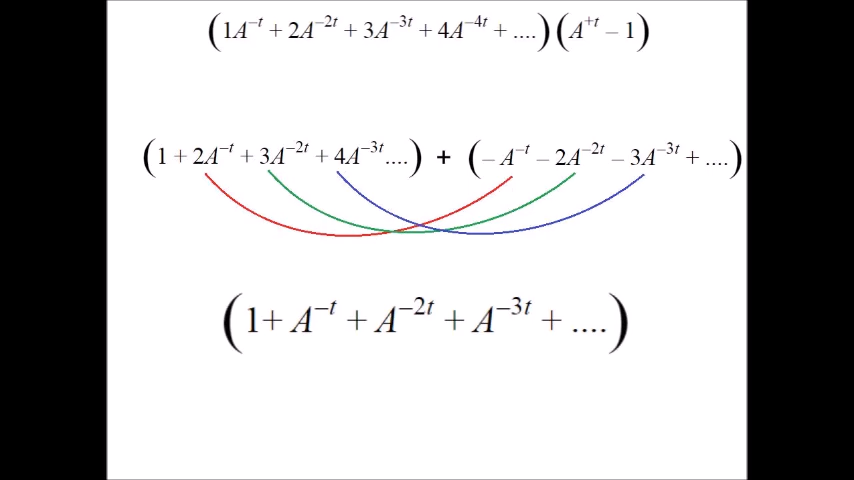 (1A⁻ᵗ + 2A⁻²ᵗ + 3A⁻³ᵗ + 4A⁻⁴ᵗ + ....)(A⁺ᵗ – 1)
(1 + 2A⁻ᵗ + 3A⁻²ᵗ + 4A⁻³ᵗ ....) + (– A⁻ᵗ – 2A⁻²ᵗ – 3A⁻³ᵗ + ....)
(1+ A⁻ᵗ + A⁻²ᵗ + A⁻³ᵗ + ....)